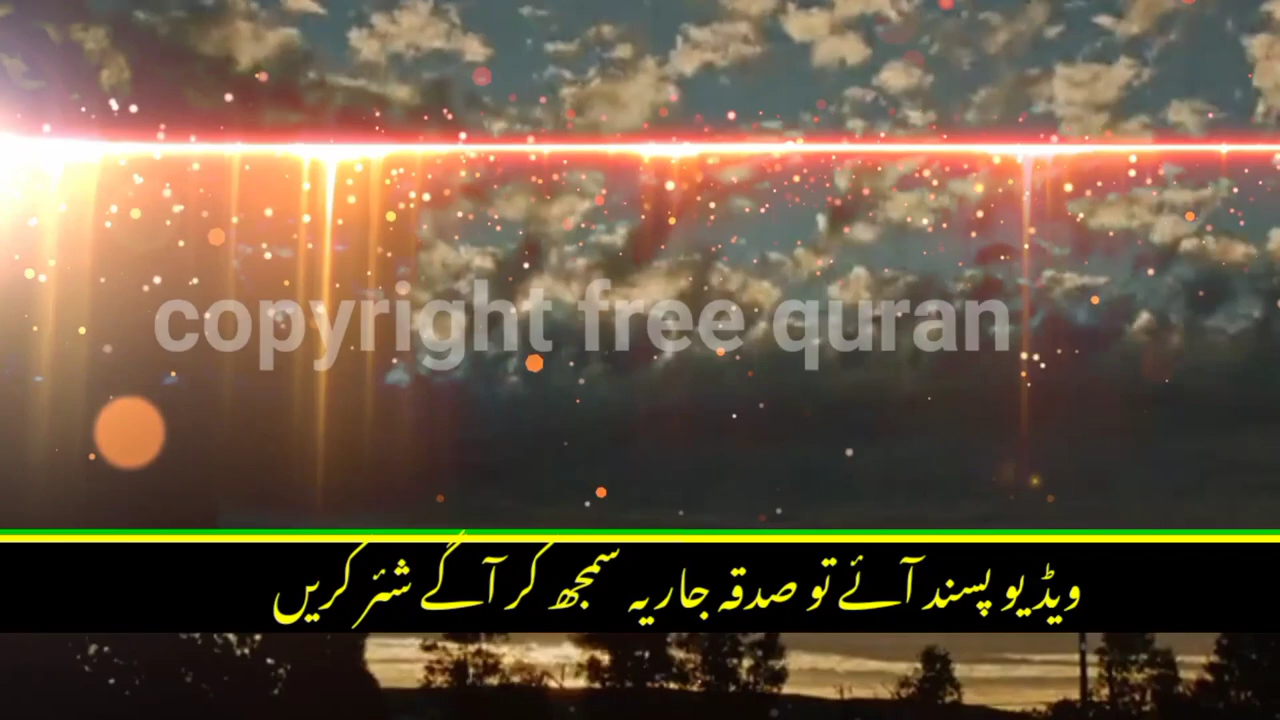 copyright free quran
ویڈیو پسند آئے تو صدقہ جاریہ سمجھ کر آگے شئر کریں